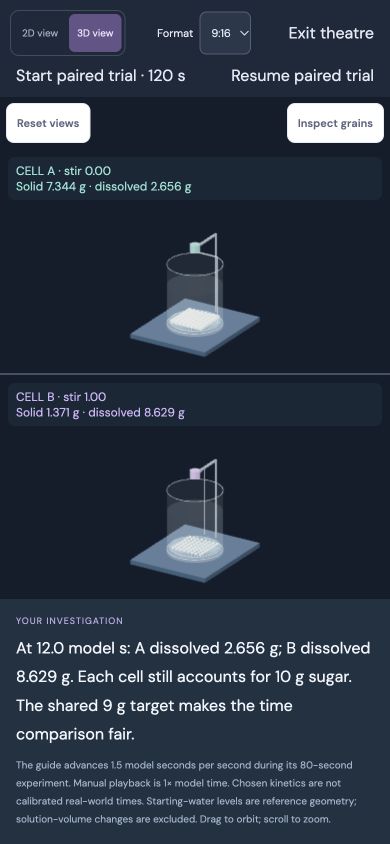 2D view 3D view Format 9:16 Exit theatre
Start paired trial · 120 s Resume paired trial
Reset views Inspect grains
CELL A · stir 0.00
Solid 7.344 g · dissolved 2.656 g
CELL B · stir 1.00
Solid 1.371 g · dissolved 8.629 g
YOUR INVESTIGATION
At 12.0 model s: A dissolved 2.656 g; B dissolved
8.629 g. Each cell still accounts for 10 g sugar.
The shared 9 g target makes the time
comparison fair.
The guide advances 1.5 model seconds per second during its 80-second
experiment. Manual playback is 1× model time. Chosen kinetics are not
calibrated real-world times. Starting-water levels are reference geometry;
solution-volume changes are excluded. Drag to orbit; scroll to zoom.